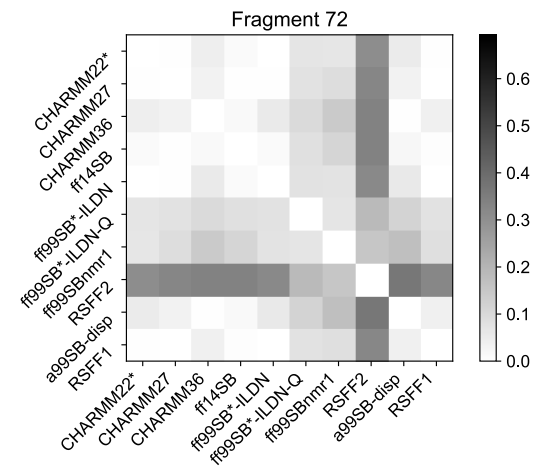 Fragment 72
CHARMM22*
CHARMM27
CHARMM36
ff14SB
ff99SB*-ILDN
ff99SB*-ILDN-Q
ff99SBnmr1
RSFF2
a99SB-disp
RSFF1
CHARMM22*
CHARMM27
CHARMM36
ff14SB
ff99SB*-ILDN
ff99SB*-ILDN-Q
ff99SBnmr1
RSFF2
a99SB-disp
RSFF1
0.6
0.5
0.4
0.3
0.2
0.1
0.0